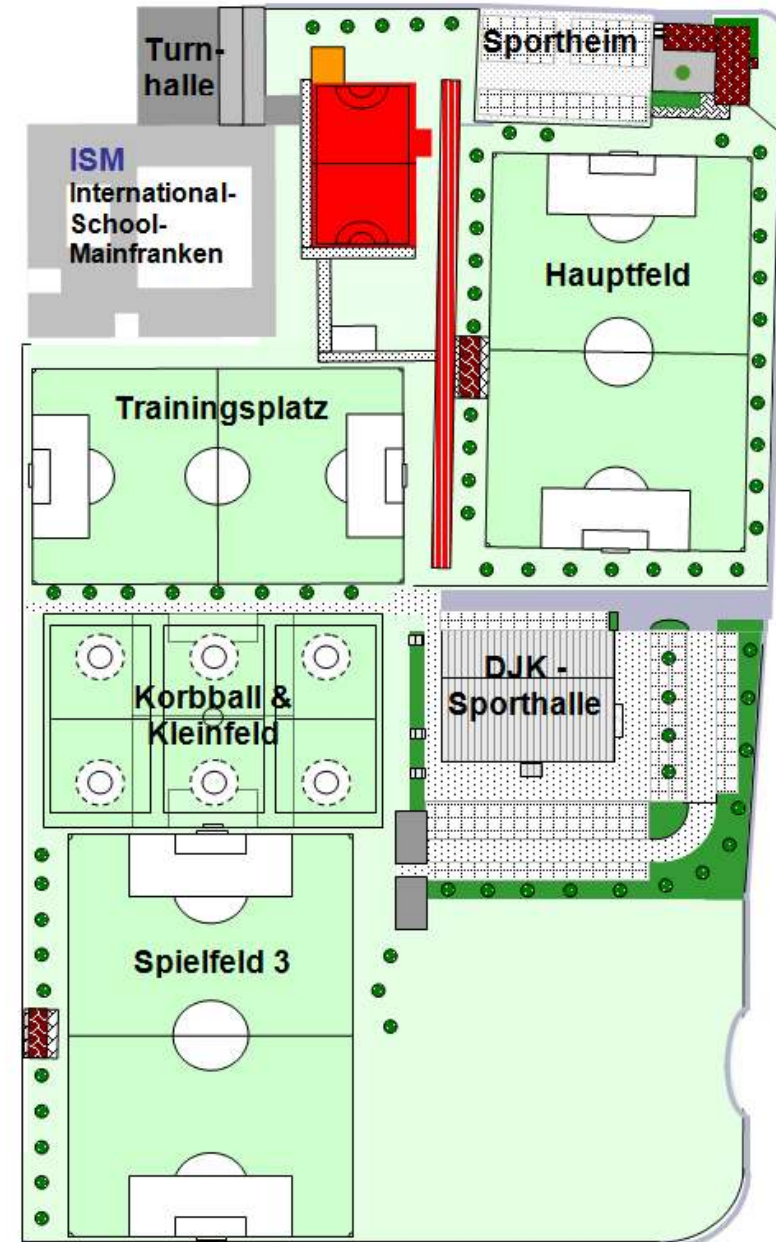 Turn-
halle
Sportheim
ISM
International-
School-
Mainfranken
Hauptfeld
Trainingsplatz
Korbball &
Kleinfeld
DJK -
Sporthalle
Spielfeld 3